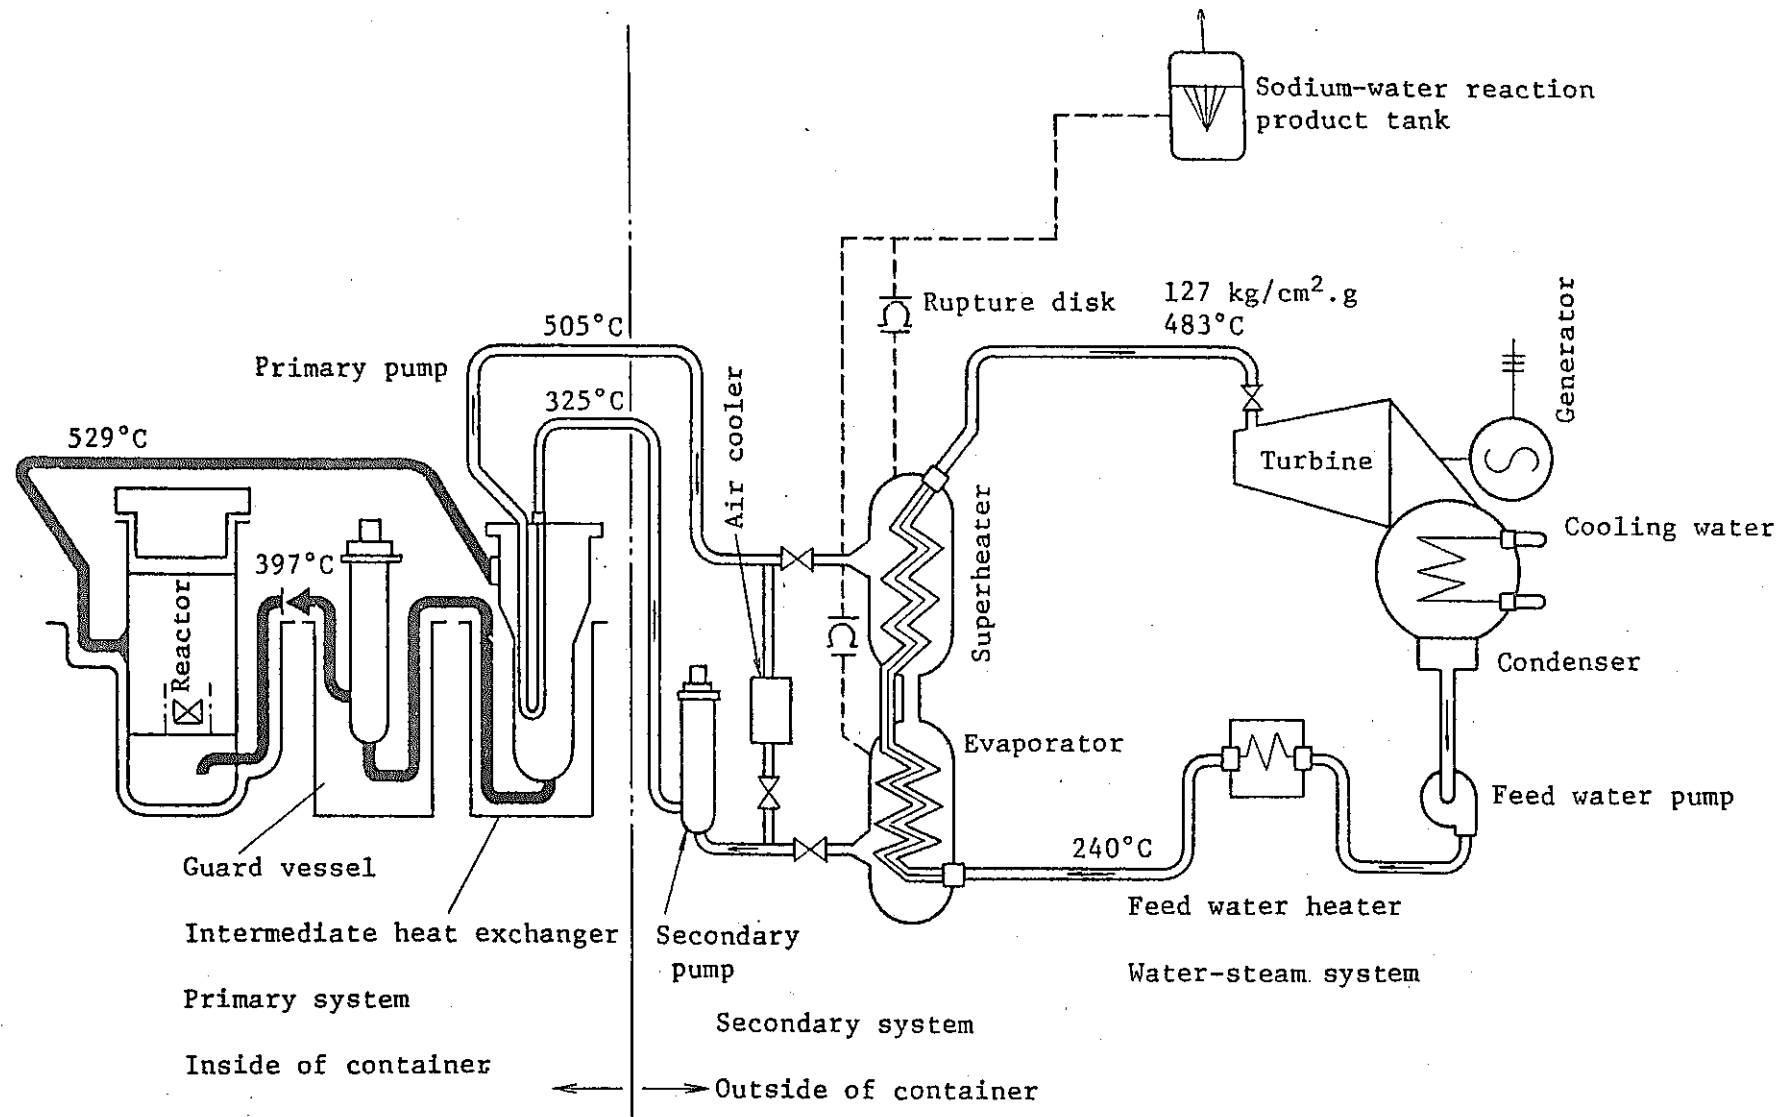 Sodium-water reaction
product tank
Rupture disk
127 kg/cm².g
483°C
Generator
505°C
Primary pump
325°C
Air cooler
529°C
Turbine
Cooling water
397°C
Reactor
Superheater
Condenser
Evaporator
Feed water pump
240°C
Guard vessel
Feed water heater
Intermediate heat exchanger
Secondary
pump
Water-steam system
Primary system
Secondary system
Inside of container
Outside of container